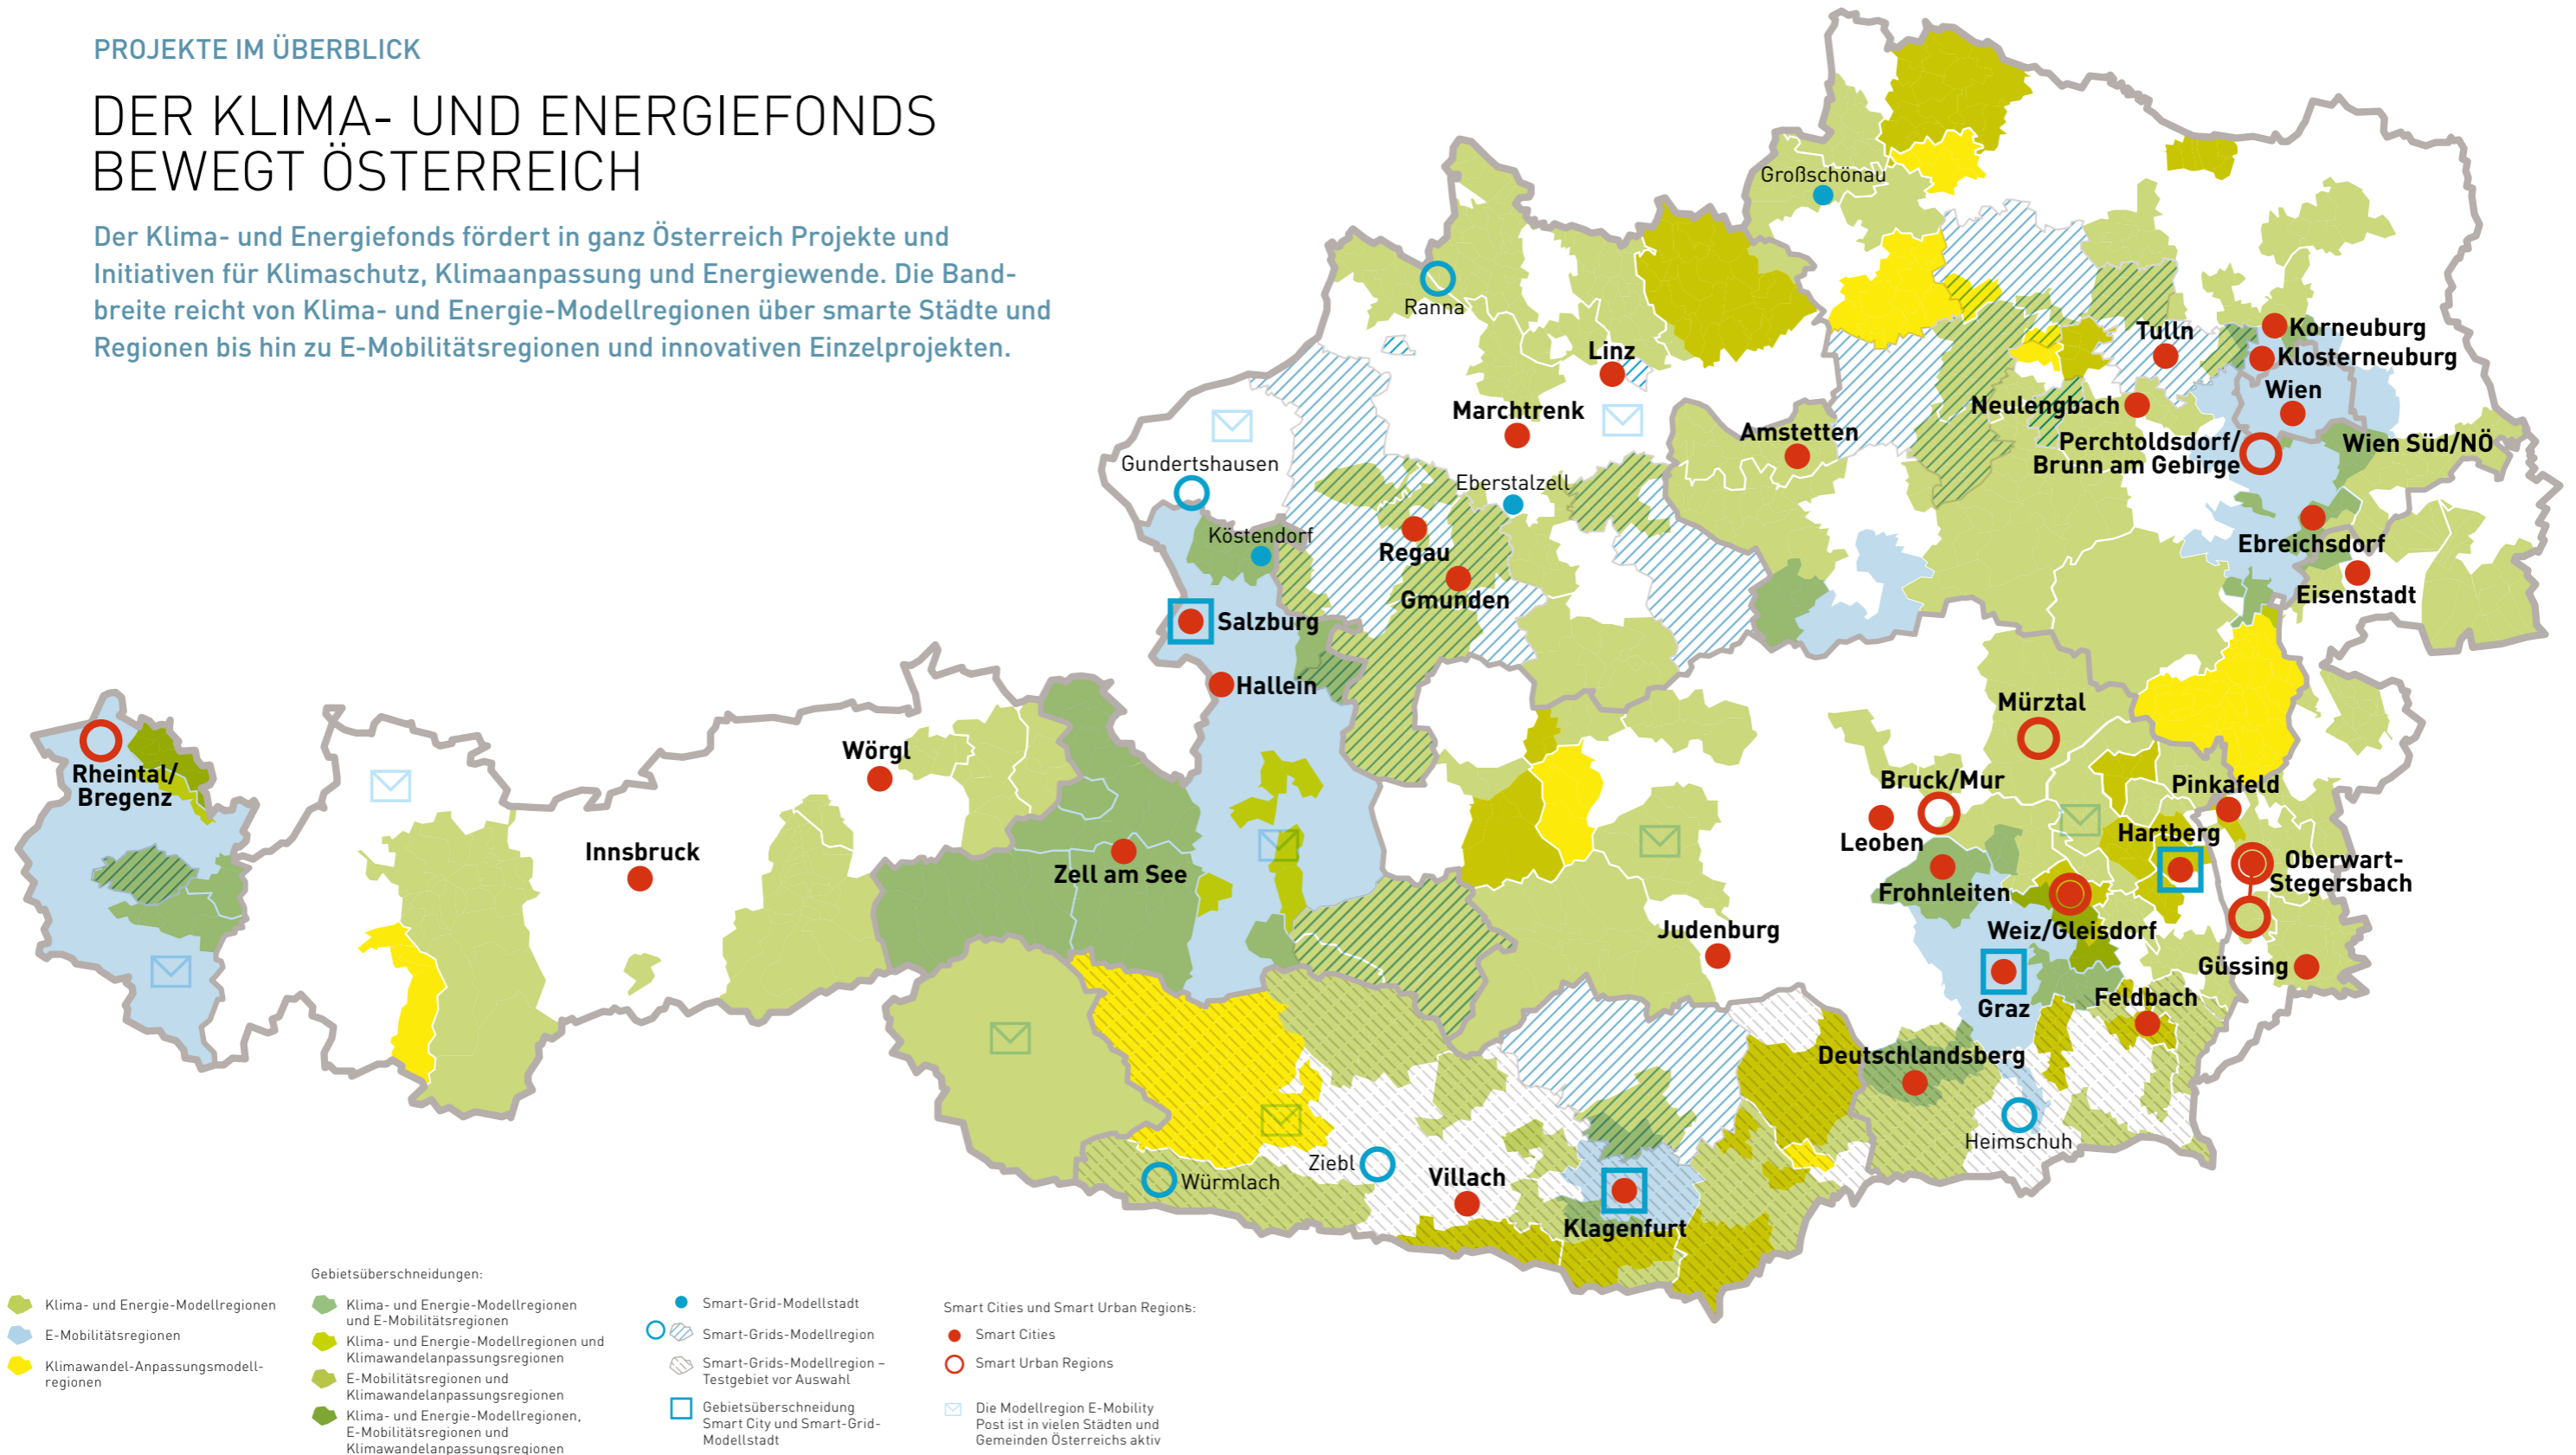 PROJEKTE IM ÜBERBLICK
DER KLIMA- UND ENERGIEFONDS
BEWEGT ÖSTERREICH
Der Klima- und Energiefonds fördert in ganz Österreich Projekte und
Initiativen für Klimaschutz, Klimaanpassung und Energiewende. Die Band-
breite reicht von Klima- und Energie-Modellregionen über smarte Städte und
Regionen bis hin zu E-Mobilitätsregionen und innovativen Einzelprojekten.
Großschönau
Ranna
Linz
Tulln
Korneuburg
Klosterneuburg
Wien
Marchtrenk
Neulengbach
Amstetten
Perchtoldsdorf/
Brunn am Gebirge
Wien Süd/NÖ
Gundertshausen
Eberstalzell
Köstendorf
Regau
Ebreichsdorf
Gmunden
Eisenstadt
Salzburg
Hallein
Mürztal
Wörgl
Rheintal/
Bregenz
Bruck/Mur
Pinkafeld
Leoben
Hartberg
Innsbruck
Zell am See
Oberwart-
Stegersbach
Frohnleiten
Judenburg
Weiz/Gleisdorf
Güssing
Graz
Feldbach
Deutschlandsberg
Heimschuh
Ziebl
Würmlach
Villach
Klagenfurt
Klima- und Energie-Modellregionen
E-Mobilitätsregionen
Klimawandel-Anpassungsmodell-
regionen
Gebietsüberschneidungen:
Klima- und Energie-Modellregionen
und E-Mobilitätsregionen
Klima- und Energie-Modellregionen und
Klimawandelanpassungsregionen
E-Mobilitätsregionen und
Klimawandelanpassungsregionen
Klima- und Energie-Modellregionen,
E-Mobilitätsregionen und
Klimawandelanpassungsregionen
Smart-Grid-Modellstadt
Smart-Grids-Modellregion
Smart-Grids-Modellregion –
Testgebiet vor Auswahl
Gebietsüberschneidung
Smart City und Smart-Grid-
Modellstadt
Smart Cities und Smart Urban Regions:
Smart Cities
Smart Urban Regions
Die Modellregion E-Mobility
Post ist in vielen Städten und
Gemeinden Österreichs aktiv